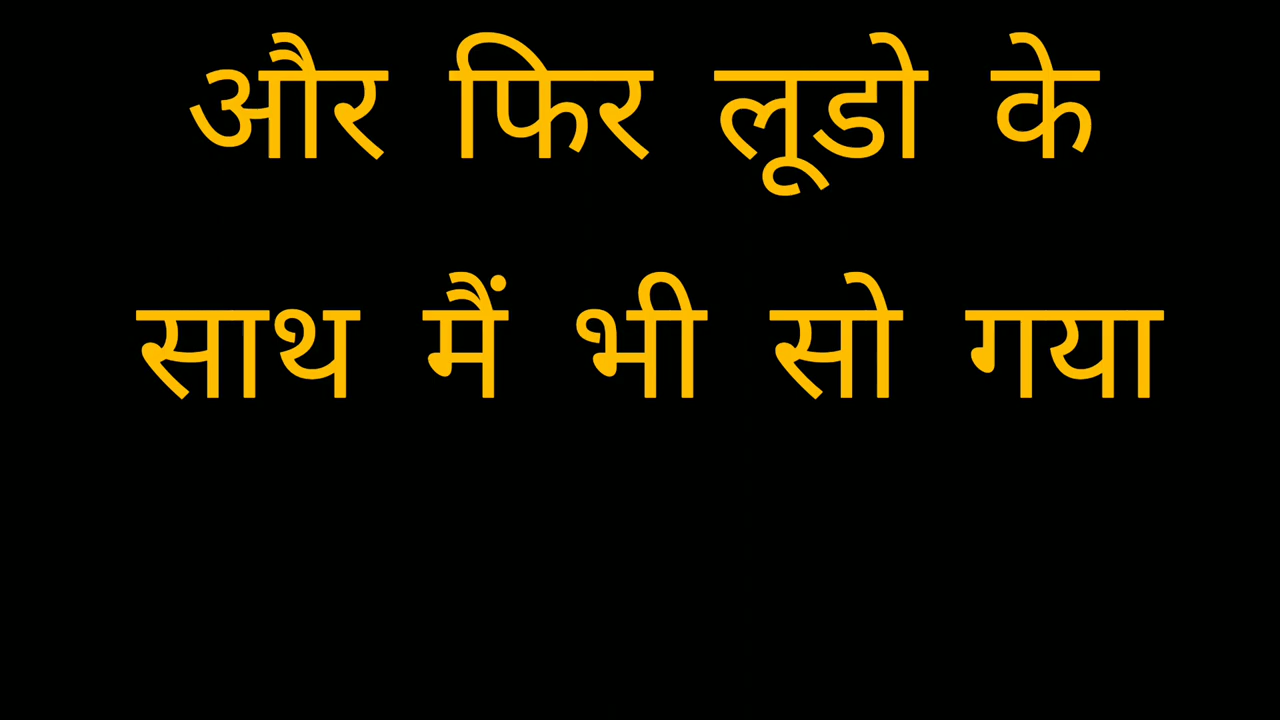 और फिर लूडो के
साथ मैं भी सो गया